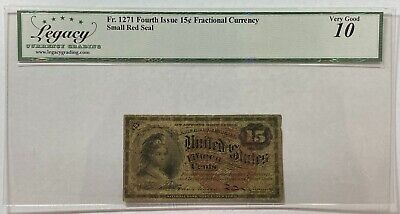 Legacy
CURRENCY GRADING
www.legacygrading.com
Fr. 1271 Fourth Issue 15¢ Fractional Currency
Small Red Seal
Very Good
10
15
United States
Fifteen
Cents